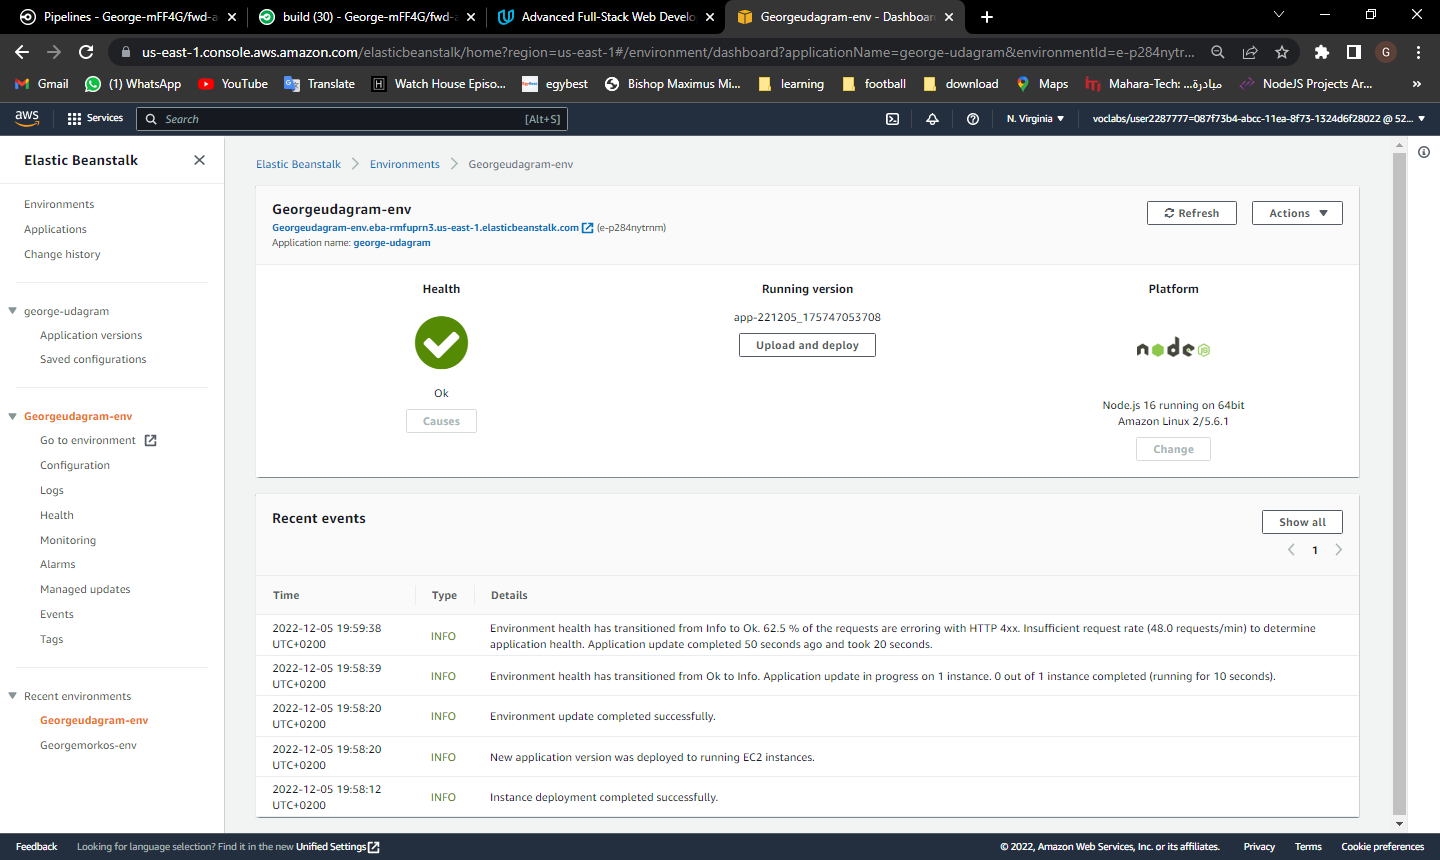 Pipelines - George-mFF4G/fwd-a
build (30) - George-mFF4G/fwd-a
Advanced Full-Stack Web Develo
Georgeudagram-env - Dashboar
us-east-1.console.aws.amazon.com/elasticbeanstalk/home?region=us-east-1#/environment/dashboard?applicationName=george-udagram&environmentId=e-p284nytr...
G
Gmail
(1) WhatsApp
YouTube
Translate
Watch House Episo...
egybest
Bishop Maximus Mi...
learning
football
download
Maps
Mahara-Tech: ...مبادرة
NodeJS Projects Ar...
»
aws
Services
Search
[Alt+S]
N. Virginia
voclabs/user2287777=087f73b4-abcc-11ea-8f73-1324d6f28022 @ 52...
Elastic Beanstalk
Environments
Applications
Change history
george-udagram
Application versions
Saved configurations
Georgeudagram-env
Go to environment
Configuration
Logs
Health
Monitoring
Alarms
Managed updates
Events
Tags
Recent environments
Georgeudagram-env
Georgemorkos-env
Elastic Beanstalk
Environments
Georgeudagram-env
Georgeudagram-env
Georgeudagram-env.eba-rmfuprn3.us-east-1.elasticbeanstalk.com (e-p284nytrnm)
Application name: george-udagram
Refresh
Actions
Health
Ok
Causes
Running version
app-221205_175747053708
Upload and deploy
Platform
node JS
Node.js 16 running on 64bit
Amazon Linux 2/5.6.1
Change
Recent events
Show all
1
Time
Type
Details
2022-12-05 19:59:38
UTC+0200
INFO
Environment health has transitioned from Info to Ok. 62.5 % of the requests are erroring with HTTP 4xx. Insufficient request rate (48.0 requests/min) to determine
application health. Application update completed 50 seconds ago and took 20 seconds.
2022-12-05 19:58:39
UTC+0200
INFO
Environment health has transitioned from Ok to Info. Application update in progress on 1 instance. 0 out of 1 instance completed (running for 10 seconds).
2022-12-05 19:58:20
UTC+0200
INFO
Environment update completed successfully.
2022-12-05 19:58:20
UTC+0200
INFO
New application version was deployed to running EC2 instances.
2022-12-05 19:58:12
UTC+0200
INFO
Instance deployment completed successfully.
Feedback
Looking for language selection? Find it in the new Unified Settings
© 2022, Amazon Web Services, Inc. or its affiliates.
Privacy
Terms
Cookie preferences